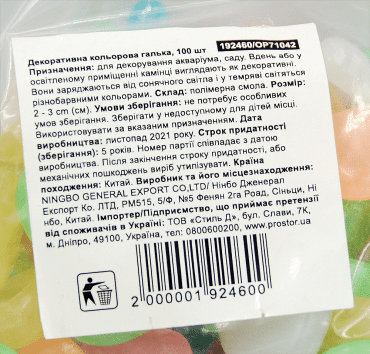 Декоративна кольорова галька, 100 шт 192460/OP71042
Призначення: для декорування акваріума, саду. Вдень або у
освітленому приміщенні камінці виглядають як декоративні.
Вони заряджаються від сонячного світла і у темряві світяться
різнобарвними кольорами. Склад: полімерна смола. Розмір:
2 - 3 cm (см). Умови зберігання: не потребує особливих
умов зберігання. Зберігати у недоступному для дітей місці.
Використовувати за вказаним призначенням. Дата
виробництва: листопад 2021 року. Строк придатності
(зберігання): 5 років. Номер партії співпадає з датою
виробництва. Після закінчення строку придатності, або
механічних пошкоджень виріб утилізувати. Країна
походження: Китай. Виробник та його місцезнаходження:
NINGBO GENERAL EXPORT CO,LTD/ Нінбо Дженерал
Експорт Ко. ЛТД, РМ515, 5/Ф, №5 Фенян 2га Роад, Сіньци, Ні
нбо, Китай. Імпортер/Підприємство, що приймає претензії
від споживачів в Україні: ТОВ «Стиль Д», бул. Слави, 7К,
м. Дніпро, 49100, Україна, тел: 0800600200, www.prostor.ua
2 000001 924600